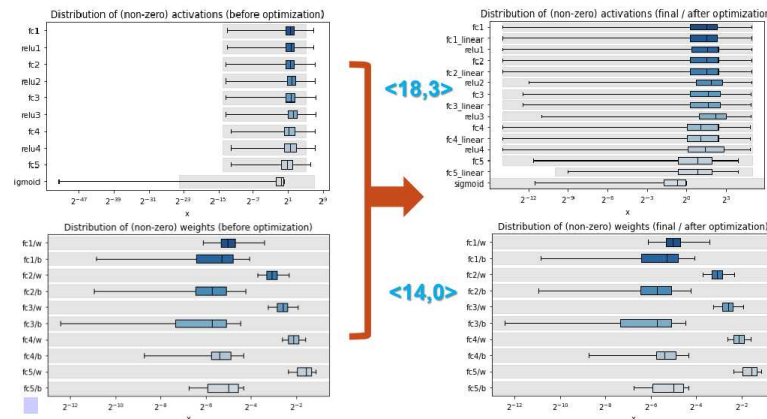 Distribution of (non-zero) activations (before optimization)
fc1
relu1
fc2
relu2
fc3
relu3
fc4
relu4
fc5
igmoid
2^-47 2^-39 2^-31 2^-23 2^-15 2^-7 2^1 2^9
x
Distribution of (non-zero) weights (before optimization)
fc1/w
fc1/b
fc2/w
fc2/b
fc3/w
fc3/b
fc4/w
fc4/b
fc5/w
fc5/b
2^-12 2^-10 2^-8 2^-6 2^-4 2^-2
x
<18,3>
<14,0>
Distribution of (non-zero) activations (final / after optimization)
fc1
fc1_linear
relu1
fc2
fc2_linear
relu2
fc3
fc3_linear
relu3
fc4
fc4_linear
relu4
fc5
fc5_linear
sigmoid
2^-12 2^-9 2^-6 2^-3 2^0 2^3
x
Distribution of (non-zero) weights (final / after optimization)
fc1/w
fc1/b
fc2/w
fc2/b
fc3/w
fc3/b
fc4/w
fc4/b
fc5/w
fc5/b
2^-12 2^-10 2^-8 2^-6 2^-4 2^-2
x